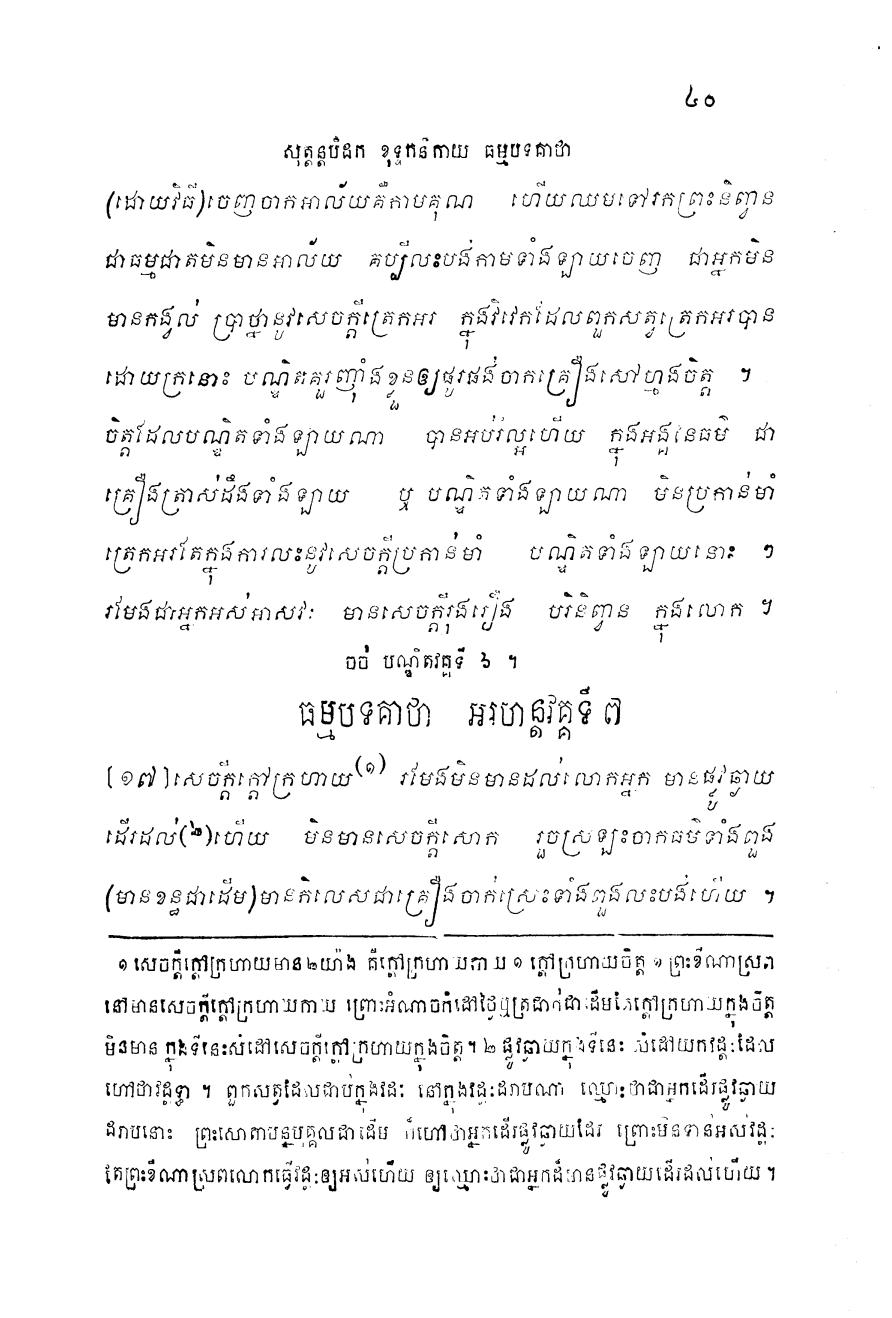 ៤០
សុត្តន្តបិដក ខុទ្ទកនិកាយ ធម្មបទគាថា
(ដោយវិធី)ចេញចាកអាល័យគឺកាមគុណ ហើយឈមទៅរកព្រះនិព្វាន
ជាធម្មជាតមិនមានអាល័យ គប្បីលះបង់កាមទាំងឡាយចេញ ជាអ្នកមិន
មានកង្វល់ ប្រាថ្នានូវសេចក្តីត្រេកអរ ក្នុងវិវេកដែលពួកសត្វត្រេកអរបាន
ដោយក្រនោះ បណ្ឌិតគួរញ៉ាំងខ្លួនឲ្យផូរផង់ចាកគ្រឿងសៅហ្មងចិត្ត ។
ចិត្តដែលបណ្ឌិតទាំងឡាយណា បានអប់រំល្អហើយ ក្នុងអង្គនៃធម៌ ជា
គ្រឿងត្រាស់ដឹងទាំងឡាយ ឬ បណ្ឌិតទាំងឡាយណា មិនប្រកាន់មាំ
ត្រេកអរតែក្នុងការលះនូវសេចក្តីប្រកាន់មាំ បណ្ឌិតទាំងឡាយនោះ ៗ
រមែងជាអ្នកអស់អាសវៈ មានសេចក្តីរុងរឿង បរិនិព្វាន ក្នុងលោក ។
ចប់ បណ្ឌិតវគ្គទី ៦ ។
ធម្មបទគាថា អរហន្តវគ្គទី ៧
[១៧]សេចក្តីក្តៅក្រហាយ(១) រមែងមិនមានដល់លោកអ្នក មានផ្លូវឆ្ងាយ
ដើរដល់(២)ហើយ មិនមានសេចក្តីសោក រួចស្រឡះចាកធម៌ទាំងពួង
(មានខន្ធជាដើម)មានកិលេសជាគ្រឿងចាក់ស្រែះទាំងពួងលះបង់ហើយ ។
១ សេចក្តីក្តៅក្រហាយមាន២យ៉ាង គឺក្តៅក្រហាយកាយ ១ ក្តៅក្រហាយចិត្ត ១ ព្រះខីណាស្រព
នៅមានសេចក្តីក្តៅក្រហាយកាយ ព្រោះអំណាចកំដៅថ្ងៃឬត្រជាក់ជាដើមតែក្តៅក្រហាយក្នុងចិត្ត
មិនមាន ក្នុងទីនេះសំដៅសេចក្តីក្តៅក្រហាយក្នុងចិត្ត។ ២ ផ្លូវឆ្ងាយក្នុងទីនេះ សំដៅយកវដ្តៈដែល
ហៅថាវដ្តទ្ធា ។ ពួកសត្វដែលជាប់ក្នុងវដៈ នៅក្នុងវដ្តៈដរាបណា ឈ្មោះថាជាអ្នកដើរផ្លូវឆ្ងាយ
ដរាបនោះ ព្រះសោតាបន្នបុគ្គលជាដើម ក៏ហៅថាអ្នកដើរផ្លូវឆ្ងាយដែរ ព្រោះមិនទាន់អស់វដ្តៈ
តែព្រះខីណាស្រពលោកធ្វើវដ្តៈឲ្យអស់ហើយ ឲ្យឈ្មោះថាជាអ្នកដ៏មានផ្លូវឆ្ងាយដើរដល់ហើយ។